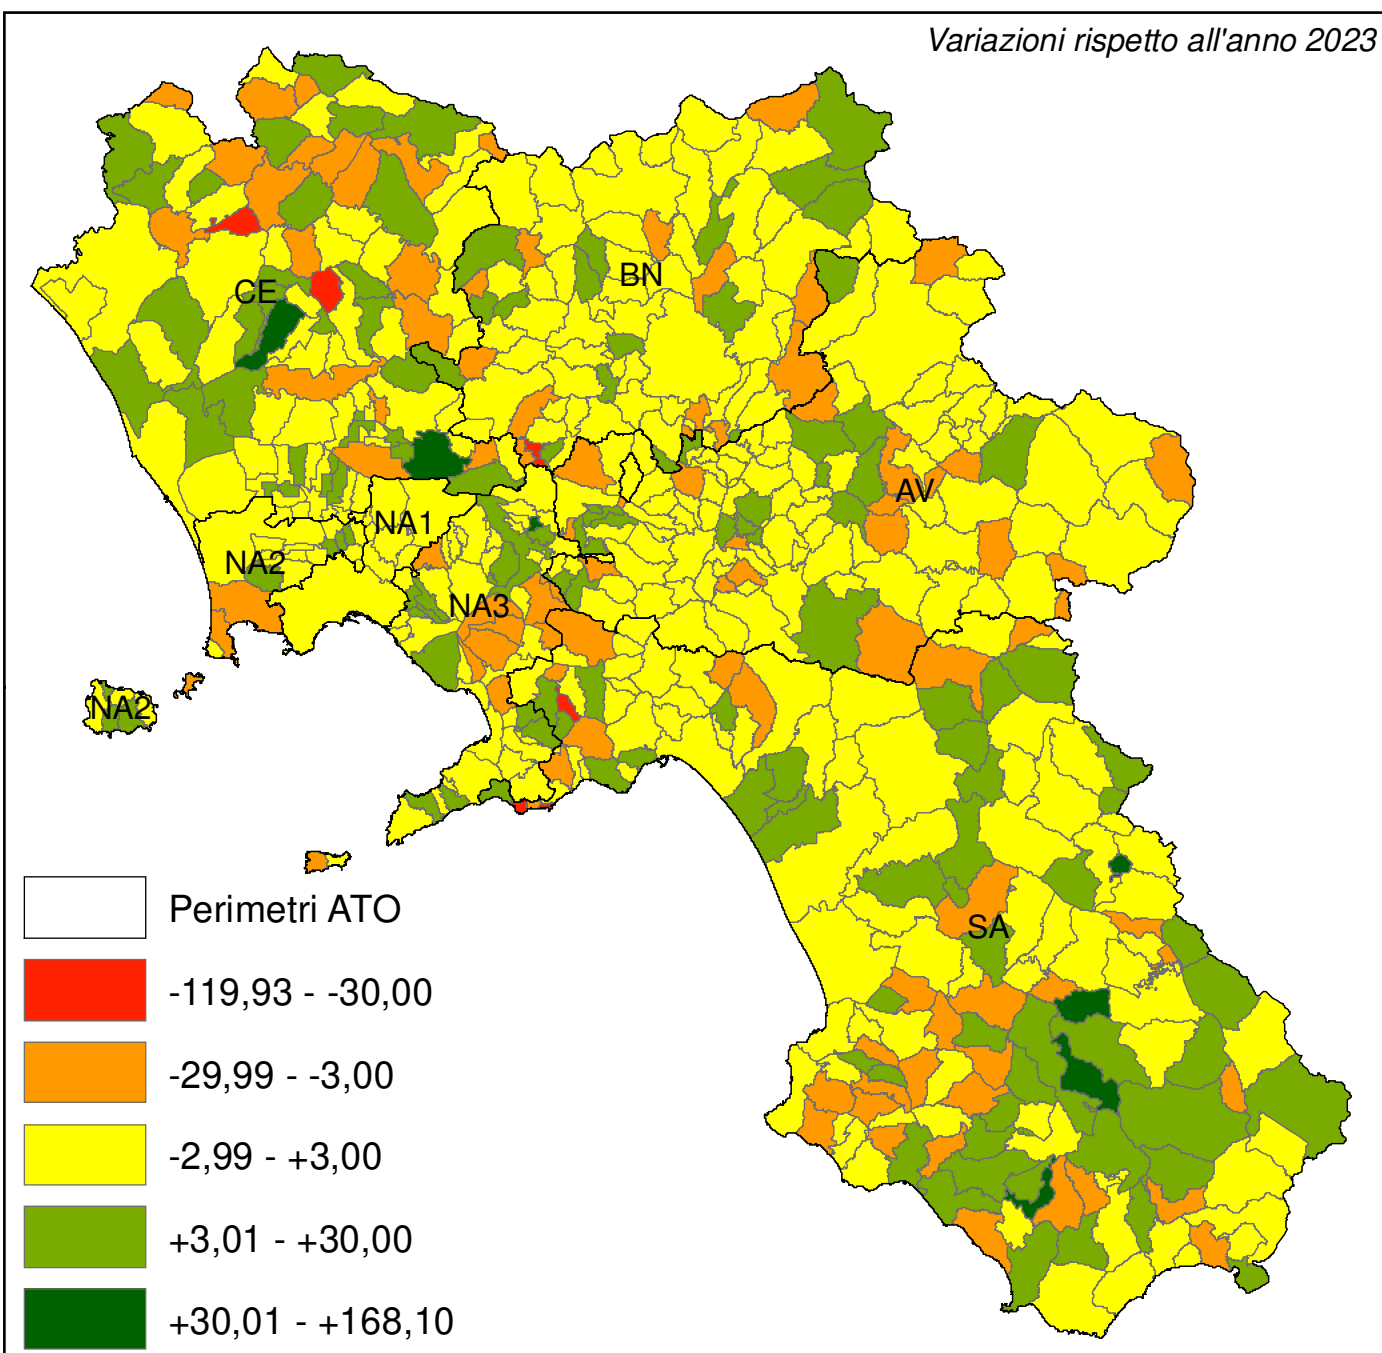 Variazioni rispetto all'anno 2023
BN
CE
AV
NA1
NA2
NA3
NA2
SA
Perimetri ATO
-119,93 - -30,00
-29,99 - -3,00
-2,99 - +3,00
+3,01 - +30,00
+30,01 - +168,10